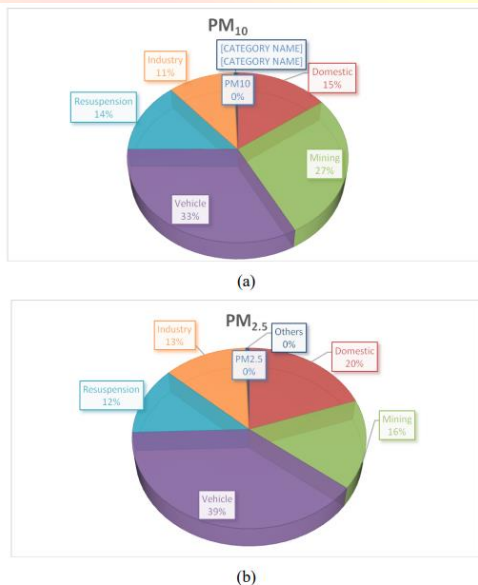 PM10
[CATEGORY NAME]
[CATEGORY NAME]
Industry
11%
Domestic
15%
PM10
0%
Resuspension
14%
Mining
27%
Vehicle
33%
(a)
PM2.5
Industry
13%
Others
0%
Domestic
20%
PM2.5
0%
Resuspension
12%
Mining
16%
Vehicle
39%
(b)